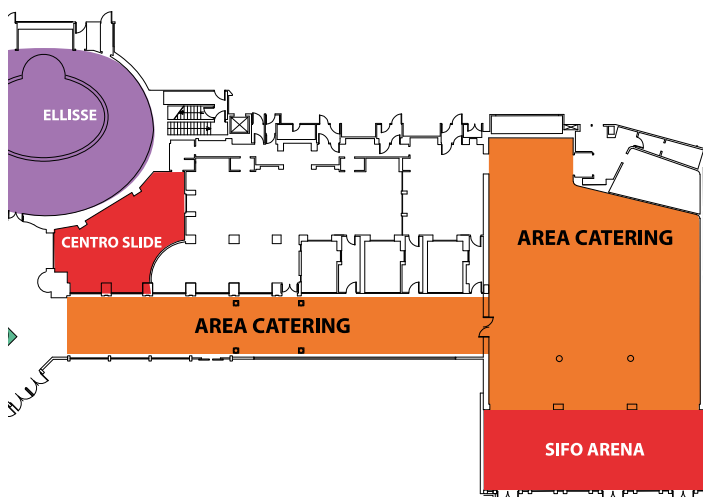 ELLISSE
CENTRO SLIDE
AREA CATERING
AREA CATERING
SIFO ARENA